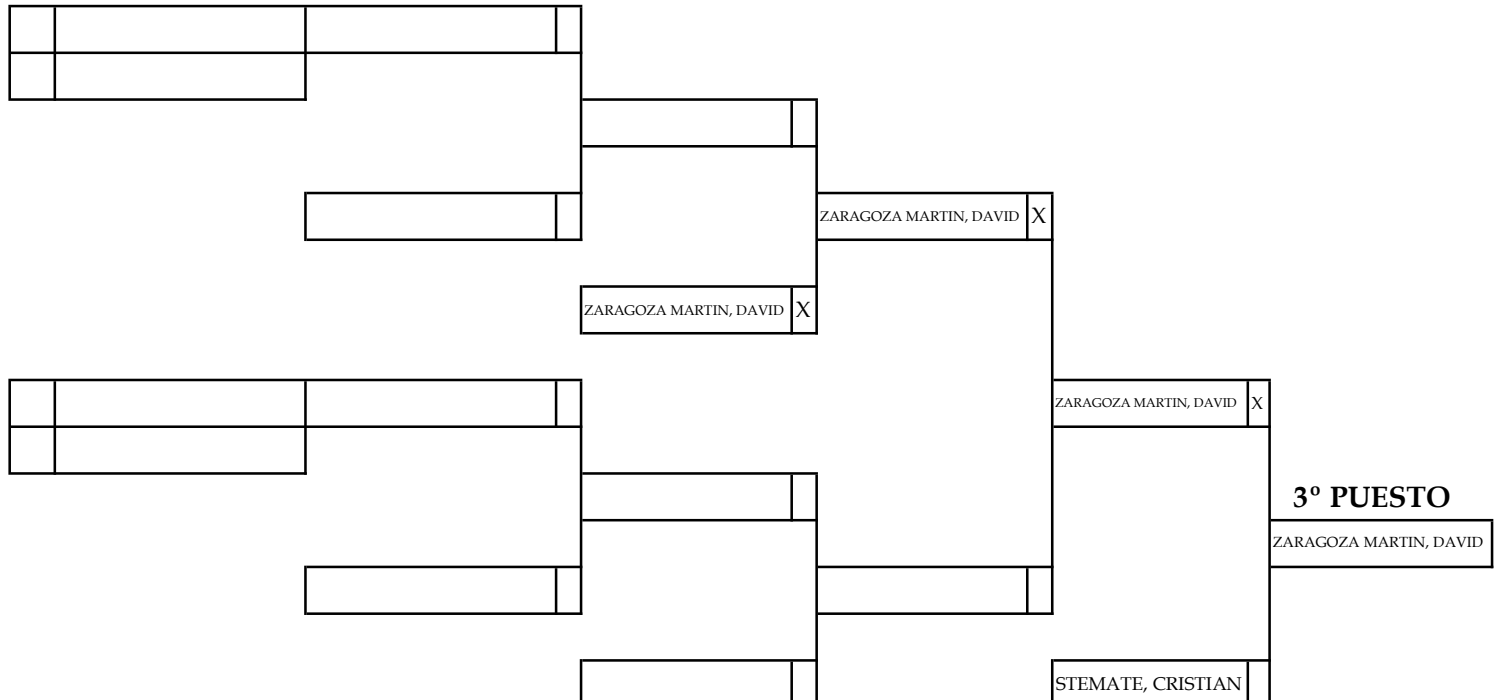 ZARAGOZA MARTIN, DAVID X
ZARAGOZA MARTIN, DAVID X
ZARAGOZA MARTIN, DAVID X
3º PUESTO
ZARAGOZA MARTIN, DAVID
STEMATE, CRISTIAN